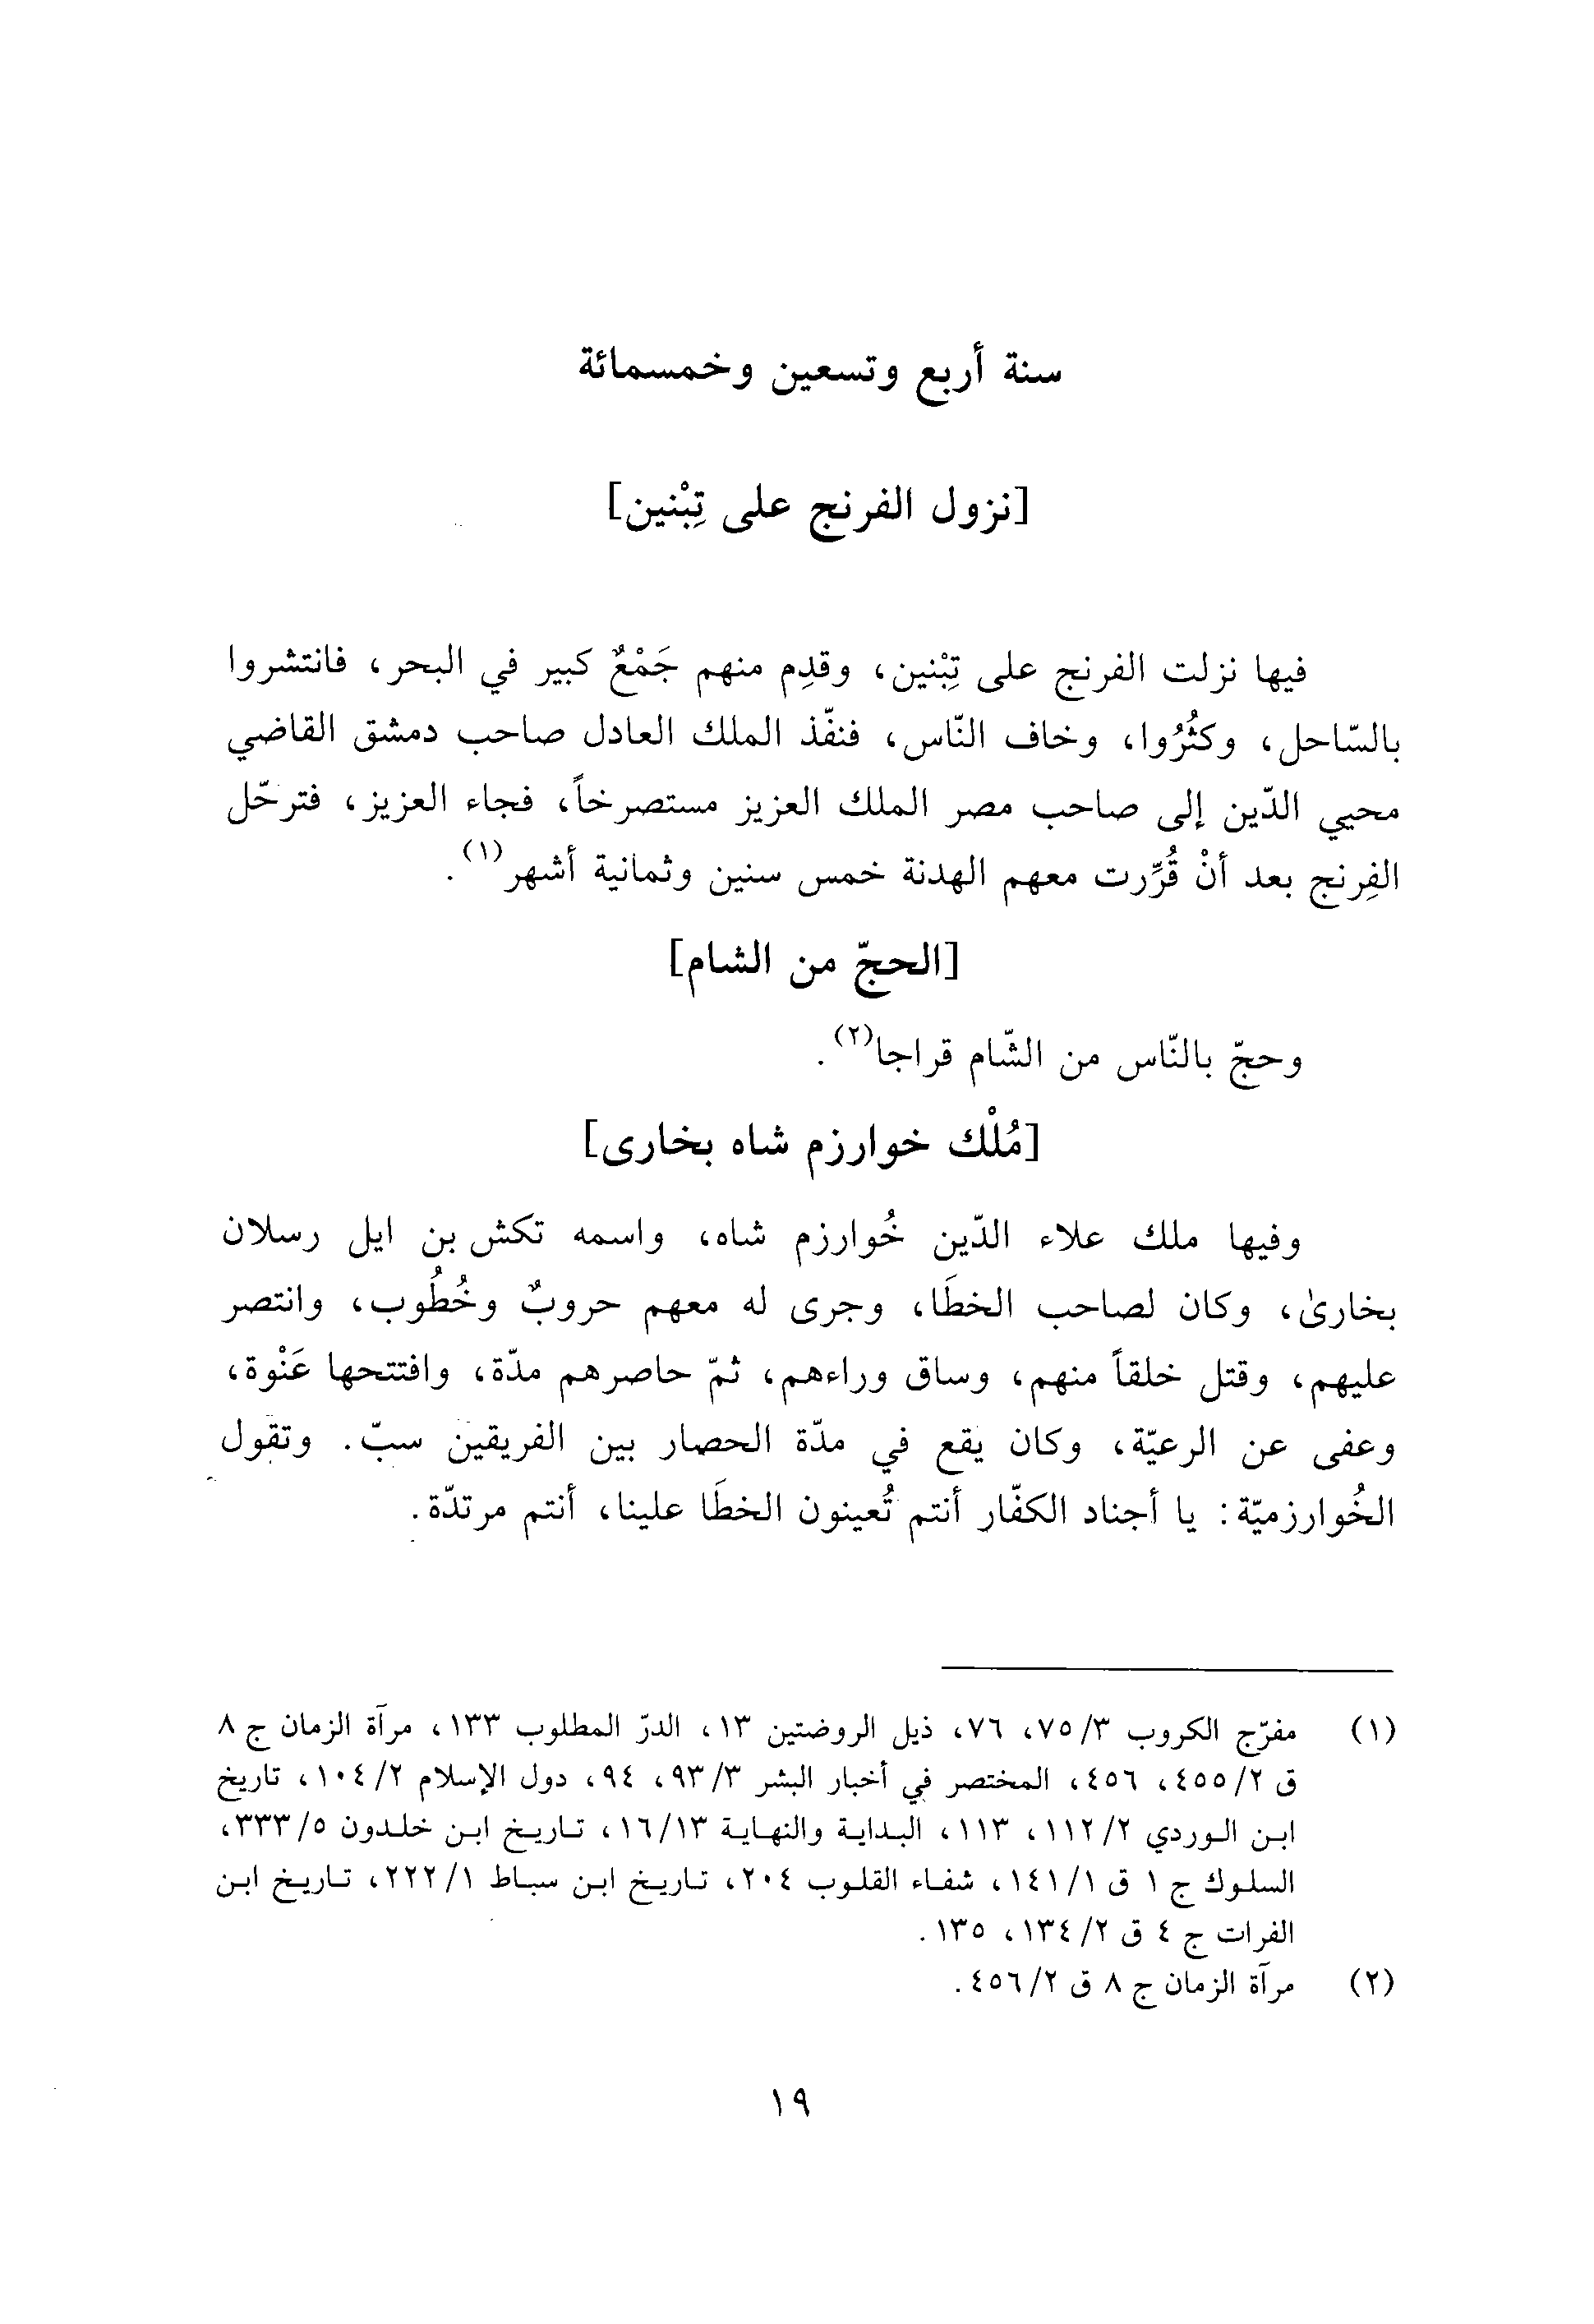 سنة أربع وتسعين وخمسمائة
[نزول الفرنج على تِبْنين]
فيها نزلت الفرنج على تِبْنين، وقدِم منهم جَمْعٌ كبير في البحر، فانتشروا
بالسّاحل، وكثُرُوا، وخاف النّاس، فنفّذ الملك العادل صاحب دمشق القاضي
محيي الدّين إلى صاحب مصر الملك العزيز مستصرخاً، فجاء العزيز، فترحّل
الفِرنج بعد أنْ قُرِّرت معهم الهدنة خمس سنين وثمانية أشهر(١).
[الحجّ من الشام]
وحجّ بالنّاس من الشّام قراجا(٢).
[مُلْك خوارزم شاه بخارى]
وفيها ملك علاء الدّين خُوارزم شاه، واسمه تكش بن ايل رسلان
بخارىٰ، وكان لصاحب الخطَا، وجرى له معهم حروبٌ وخُطُوب، وانتصر
عليهم، وقتل خلقاً منهم، وساق وراءهم، ثمّ حاصرهم مدّة، وافتتحها عَنْوة،
وعفى عن الرعيّة، وكان يقع في مدّة الحصار بين الفريقين سبّ. وتقول
الخُوارزميّة: يا أجناد الكفّار أنتم تُعينون الخطَا علينا، أنتم مرتدّة.
(١) مفرّج الكروب ٣/ ٧٥، ٧٦، ذيل الروضتين ١٣، الدرّ المطلوب ١٣٣، مرآة الزمان ج ٨
ق ٢/ ٤٥٥، ٤٥٦، المختصر في أخبار البشر ٣/ ٩٣، ٩٤، دول الإسلام ٢/ ١٠٤، تاريخ
ابن الوردي ٢/ ١١٢، ١١٣، البداية والنهاية ١٣/ ١٦، تاريخ ابن خلدون ٥/ ٣٣٣،
السلوك ج ١ ق ١/ ١٤١، شفاء القلوب ٢٠٤، تاريخ ابن سباط ١/ ٢٢٢، تاريخ ابن
الفرات ج ٤ ق ٢/ ١٣٤، ١٣٥.
(٢) مرآة الزمان ج ٨ ق ٢/ ٤٥٦.
١٩